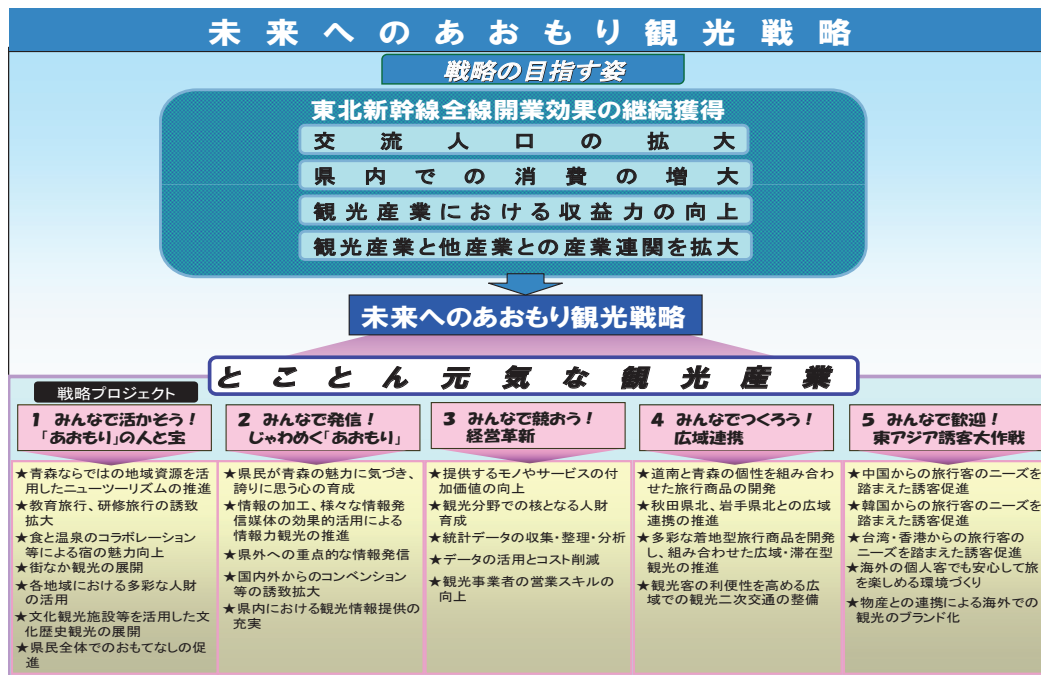 未来へのあおもり観光戦略
戦略の目指す姿
東北新幹線全線開業効果の継続獲得
交流人口の拡大
県内での消費の増大
観光産業における収益力の向上
観光産業と他産業との産業連関を拡大
未来へのあおもり観光戦略
とことん元気な観光産業
戦略プロジェクト
1 みんなで活かそう！
「あおもり」の人と宝
★青森ならではの地域資源を活
用したニューツーリズムの推進
★教育旅行、研修旅行の誘致
拡大
★食と温泉のコラボレーション
等による宿の魅力向上
★街なか観光の展開
★各地域における多彩な人財
の活用
★文化観光施設等を活用した文
化歴史観光の展開
★県民全体でのおもてなしの促
進
2 みんなで発信！
じゃわめく「あおもり」
★県民が青森の魅力に気づき、
誇りに思う心の育成
★情報の加工、様々な情報発
信媒体の効果的活用による
情報力観光の推進
★県外への重点的な情報発信
★国内外からのコンベンション
等の誘致拡大
★県内における観光情報提供の
充実
3 みんなで競おう！
経営革新
★提供するモノやサービスの付
加価値の向上
★観光分野での核となる人財
育成
★統計データの収集・整理・分析
★データの活用とコスト削減
★観光事業者の営業スキルの
向上
4 みんなでつくろう！
広域連携
★道南と青森の個性を組み合わ
せた旅行商品の開発
★秋田県北、岩手県北との広域
連携の推進
★多彩な着地型旅行商品を開発
し、組み合わせた広域・滞在型
観光の推進
★観光客の利便性を高める広
域での観光二次交通の整備
5 みんなで歓迎！
東アジア誘客大作戦
★中国からの旅行客のニーズを
踏まえた誘客促進
★韓国からの旅行客のニーズを
踏まえた誘客促進
★台湾・香港からの旅行客の
ニーズを踏まえた誘客促進
★海外の個人客でも安心して旅
を楽しめる環境づくり
★物産との連携による海外での
観光のブランド化